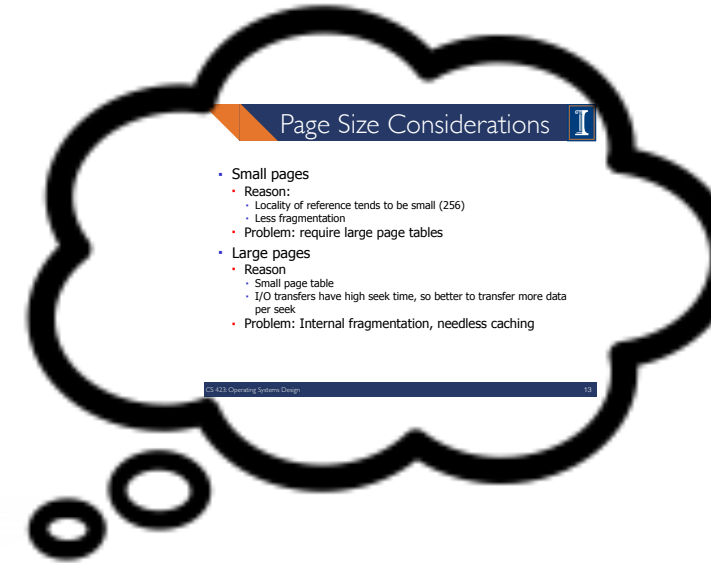 Page Size Considerations
▪ Small pages
▪ Reason:
▪ Locality of reference tends to be small (256)
▪ Less fragmentation
▪ Problem: require large page tables
▪ Large pages
▪ Reason
▪ Small page table
▪ I/O transfers have high seek time, so better to transfer more data
per seek
▪ Problem: Internal fragmentation, needless caching
CS 423: Operating Systems Design
13